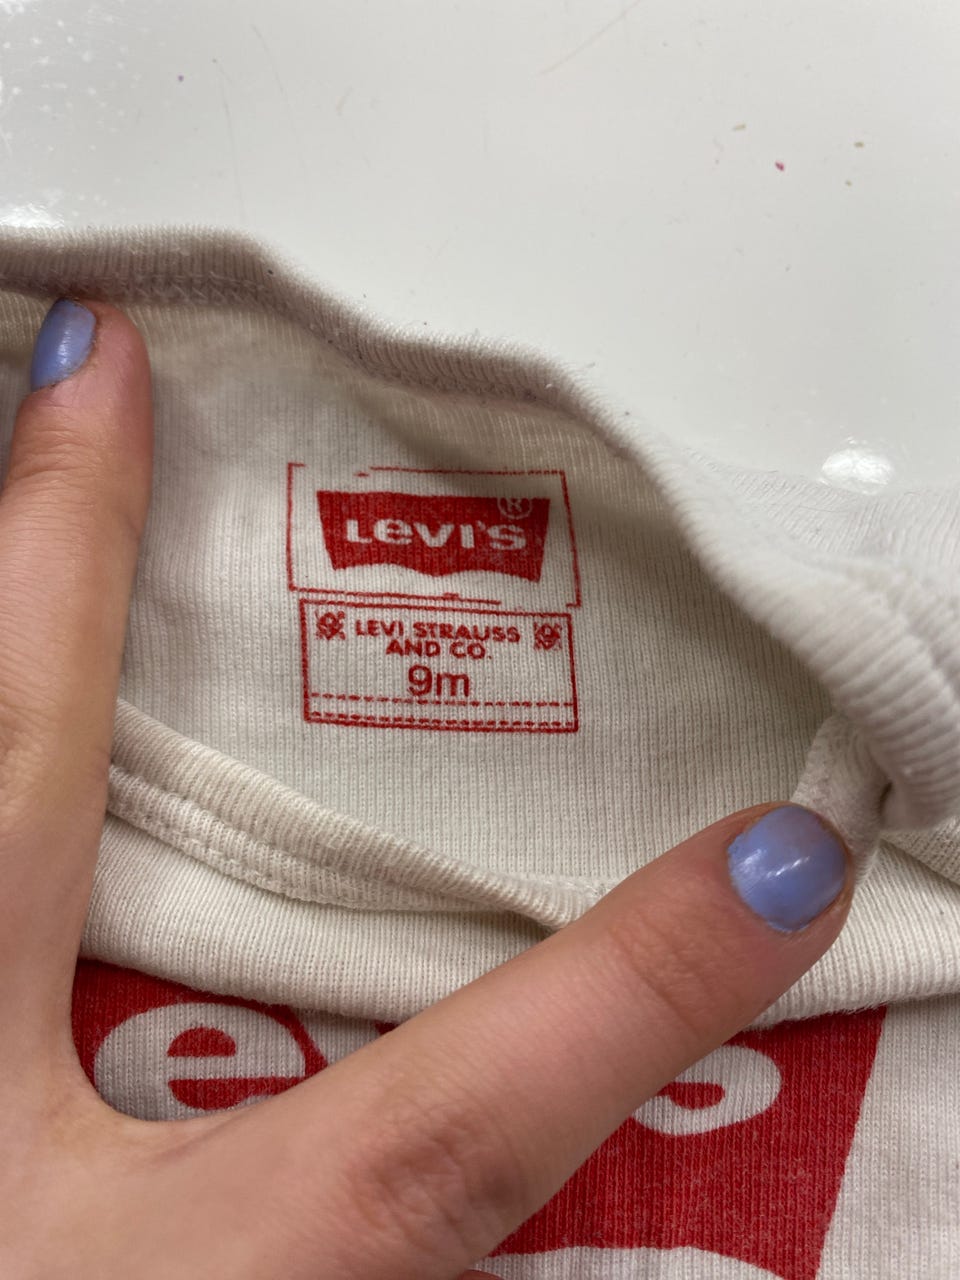 LEVI'S
®
LEVI STRAUSS
AND CO.
9m
e s